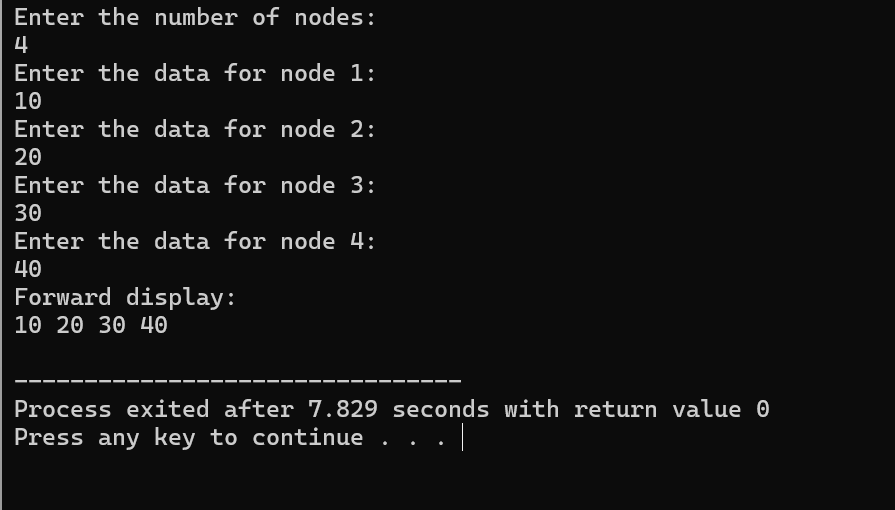 Enter the number of nodes:
4
Enter the data for node 1:
10
Enter the data for node 2:
20
Enter the data for node 3:
30
Enter the data for node 4:
40
Forward display:
10 20 30 40
--------------------------------
Process exited after 7.829 seconds with return value 0
Press any key to continue . . .